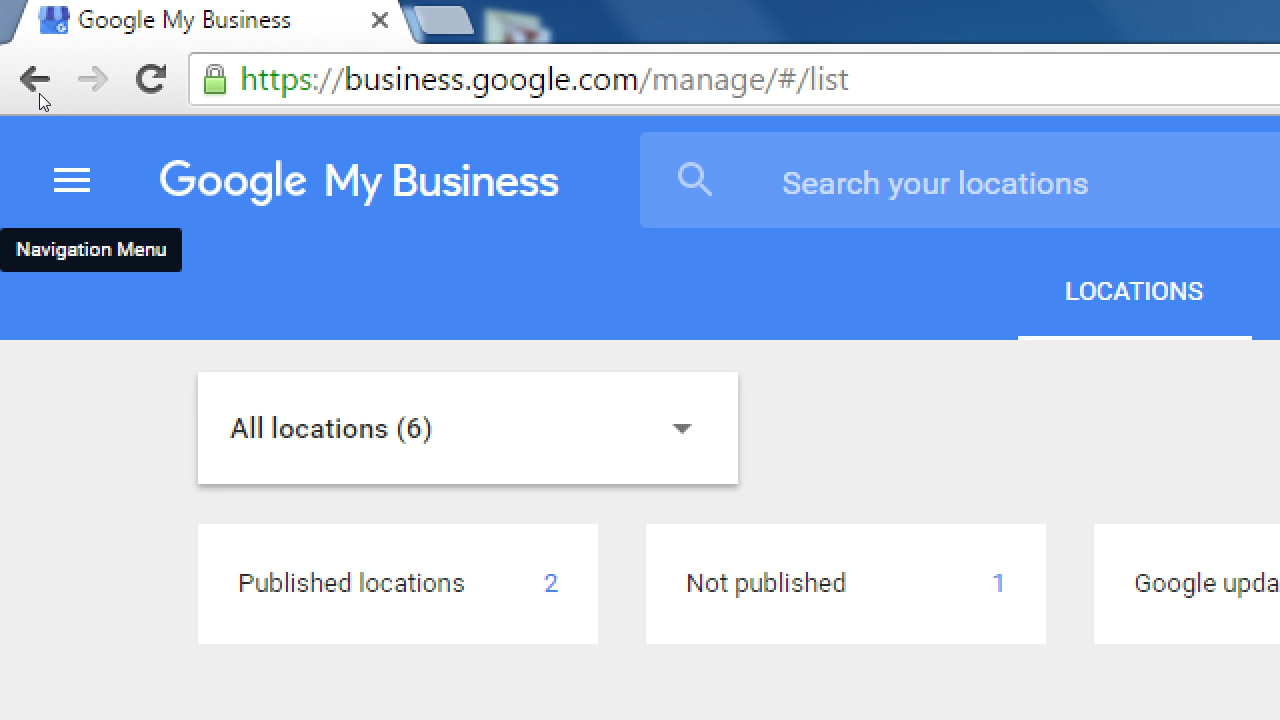 Google My Business
https://business.google.com/manage/#/list
Google My Business
Search your locations
Navigation Menu
LOCATIONS
All locations (6)
Published locations 2
Not published 1
Google upda